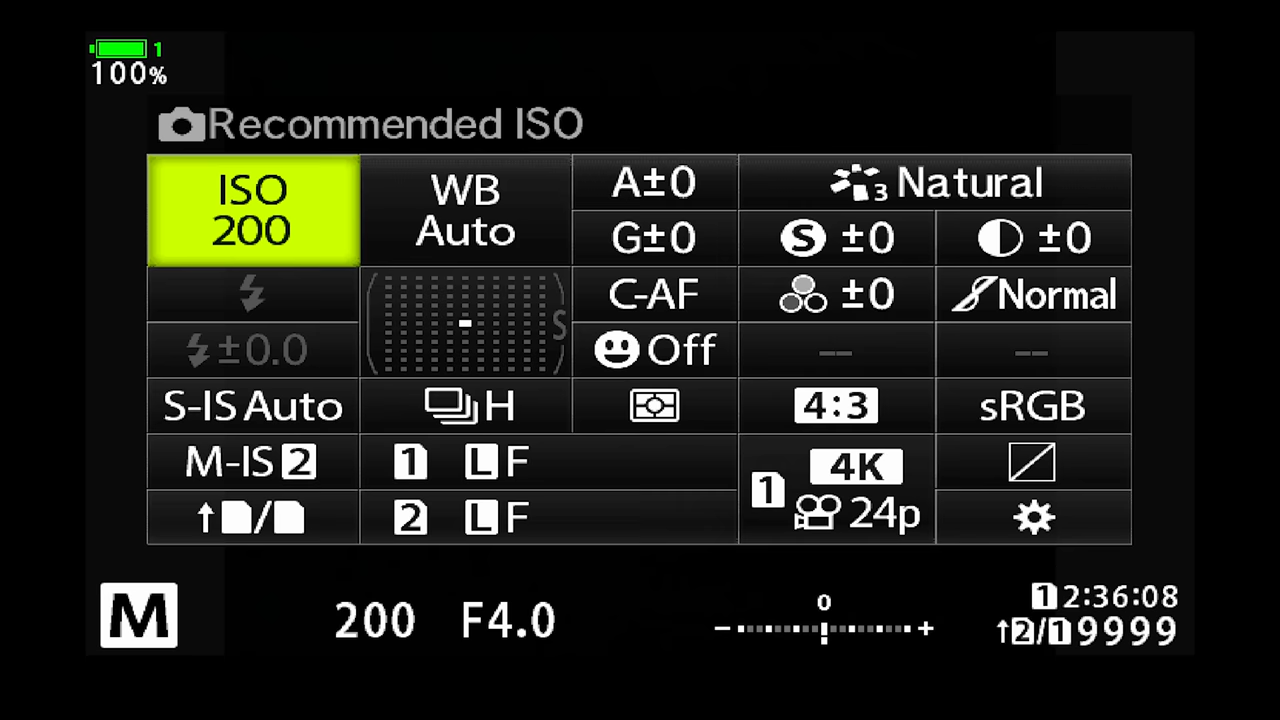 1
100%
Recommended ISO
ISO
200
WB
Auto
A±0
3 Natural
G±0
S ±0
±0
S
C-AF
±0
Normal
±0.0
Off
--
--
S-IS Auto
H
4:3
sRGB
M-IS 2
1 L F
1
4K
24p
/
2 L F
M
200 F4.0
- 0 +
1 2:36:08
2/1 9999